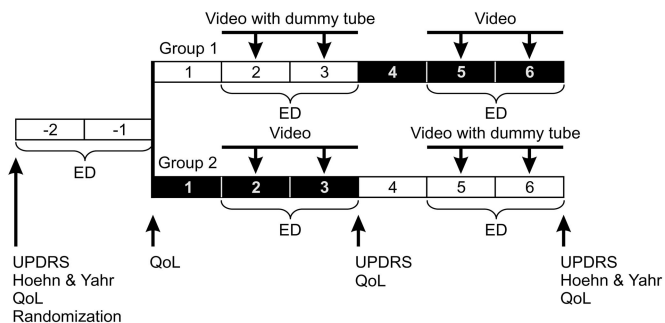 Video with dummy tube
Video
Group 1
1
2
3
4
5
6
ED
ED
-2
-1
ED
Video
Video with dummy tube
Group 2
1
2
3
4
5
6
ED
ED
UPDRS
Hoehn & Yahr
QoL
Randomization
QoL
UPDRS
QoL
UPDRS
Hoehn & Yahr
QoL